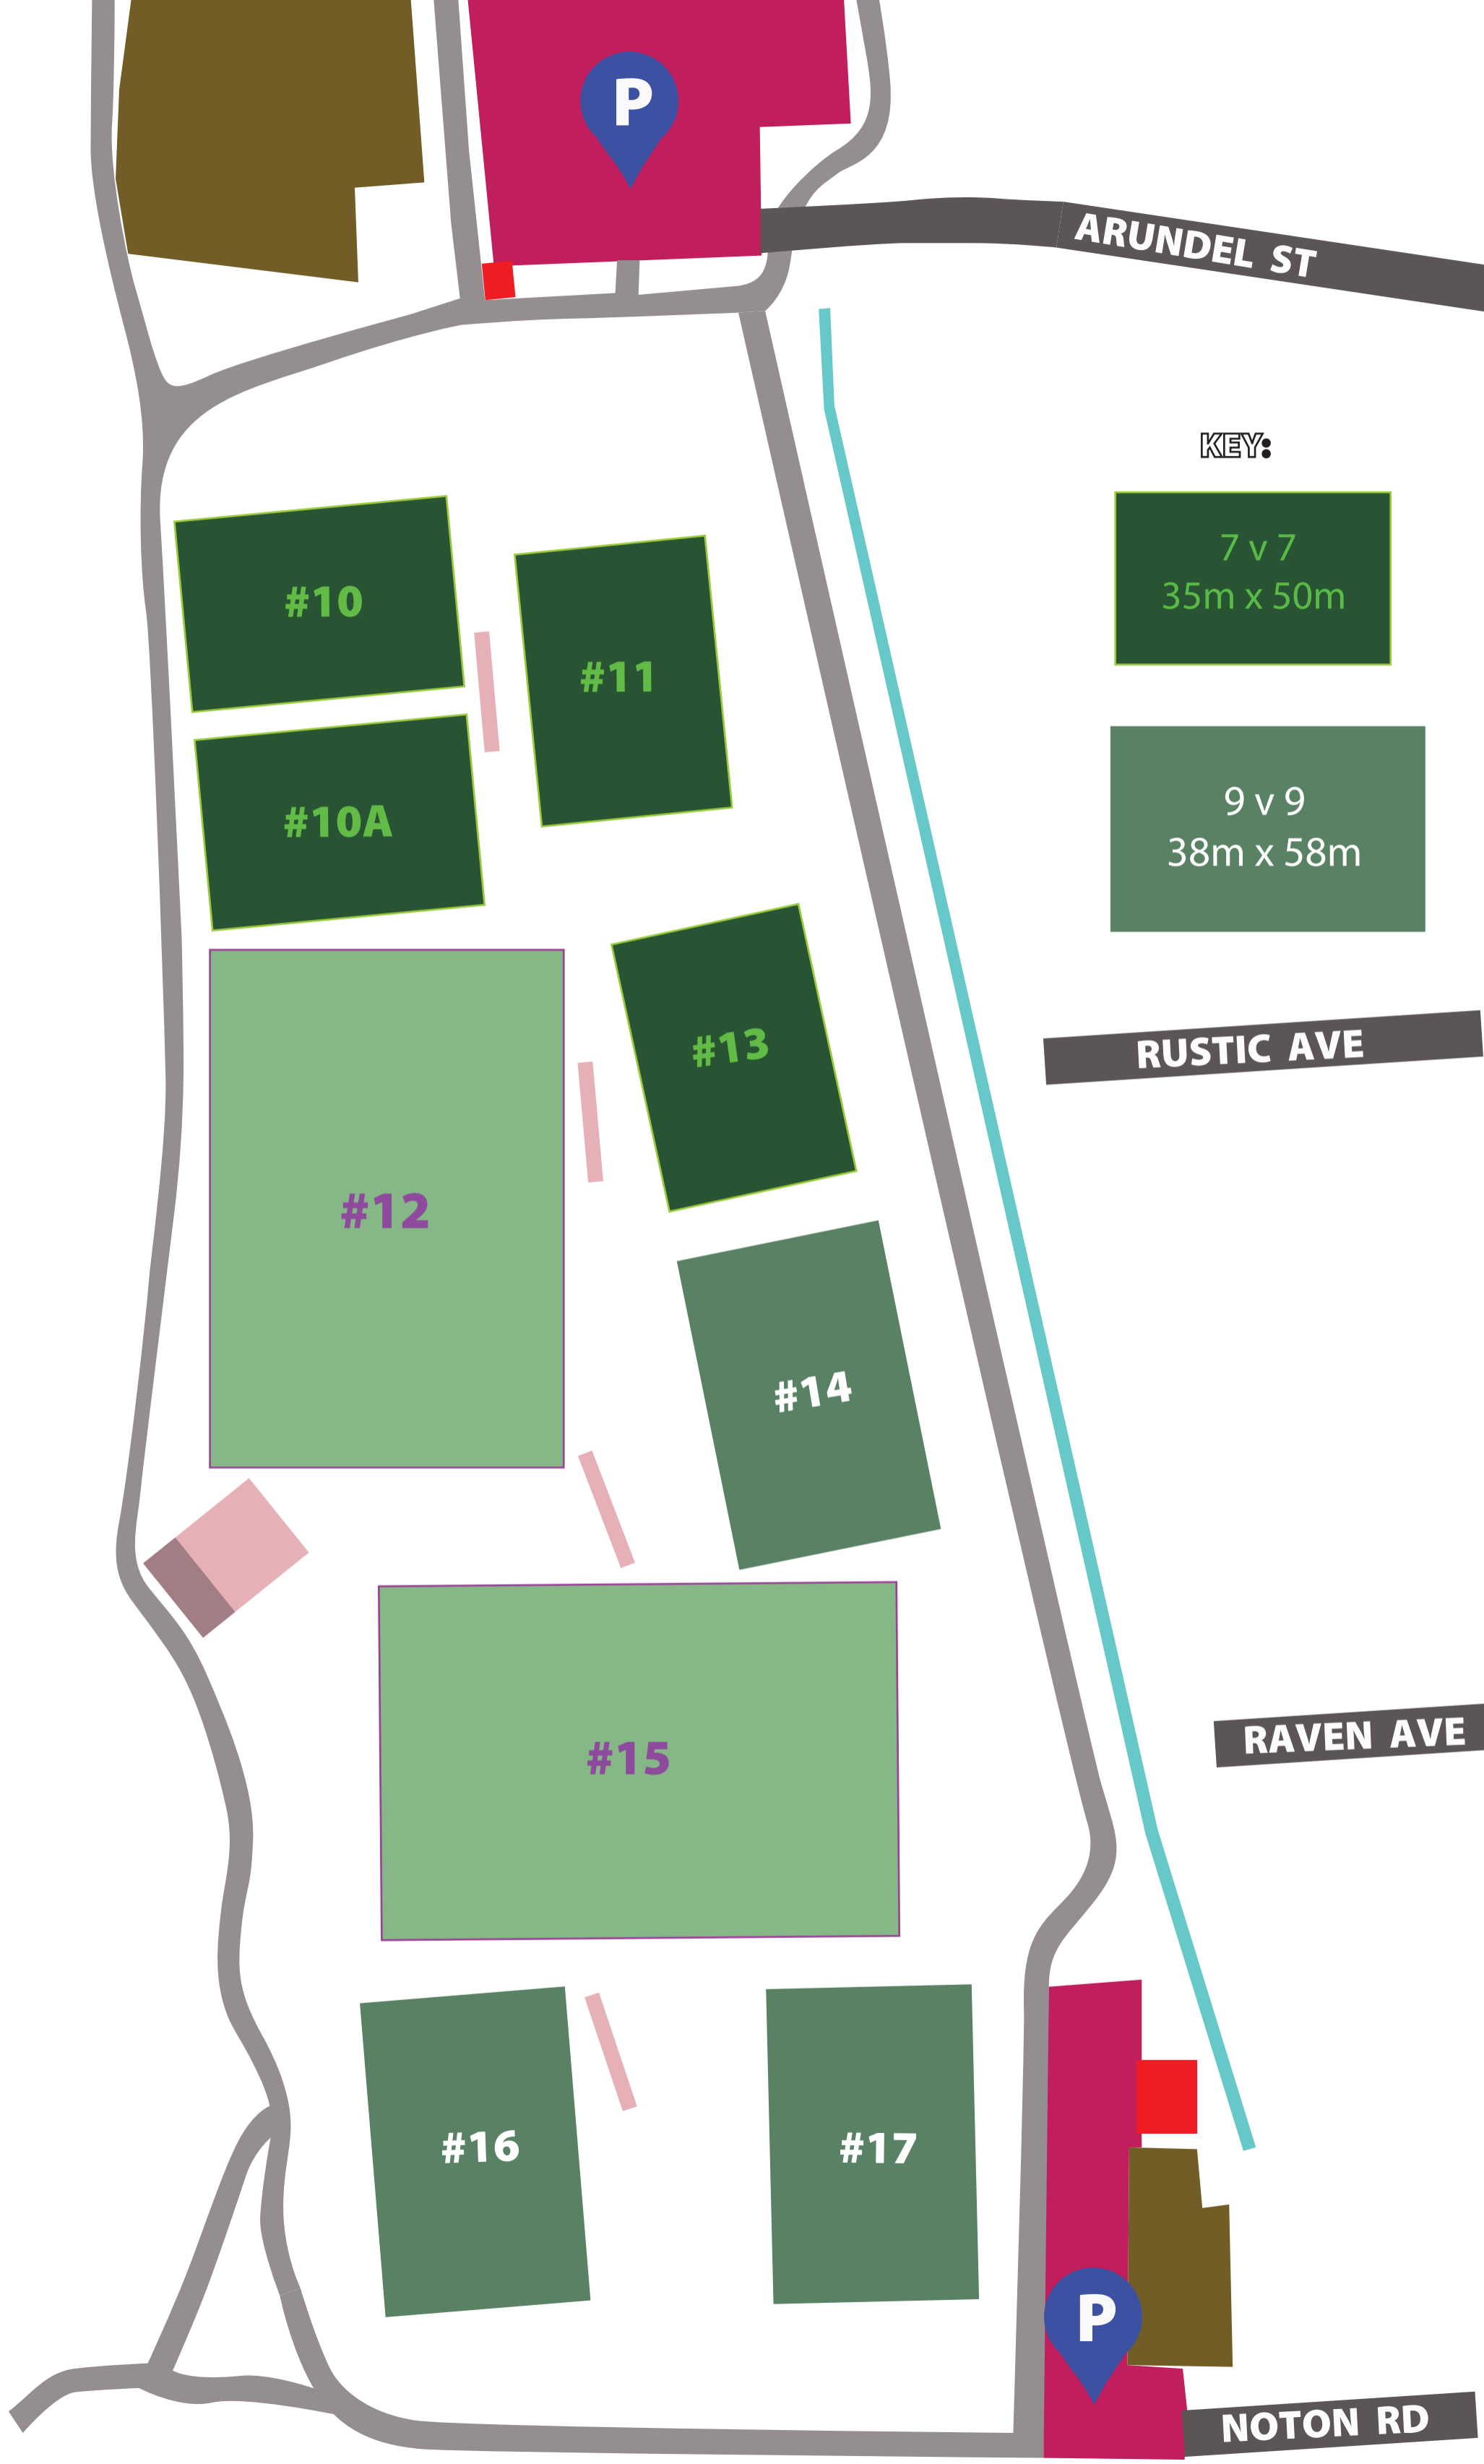 P
ARUNDEL ST
KEY:
7 v 7
35m x 50m
#10
#11
#10A
9 v 9
38m x 58m
#13
RUSTIC AVE
#12
#14
RAVEN AVE
#15
#16
#17
P
NOTON RD